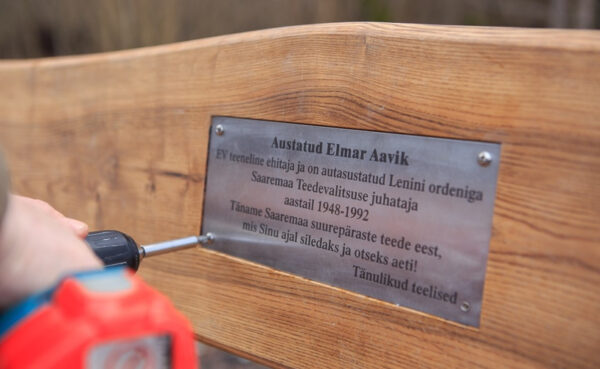 Austatud Elmar Aavik
EV teeneline ehitaja ja on autasustatud Lenini ordeniga
Saaremaa Teedevalitsuse juhataja
aastail 1948-1992
Täname Saaremaa suurepäraste teede eest,
mis Sinu ajal siledaks ja otseks aeti!
Tänulikud teelised